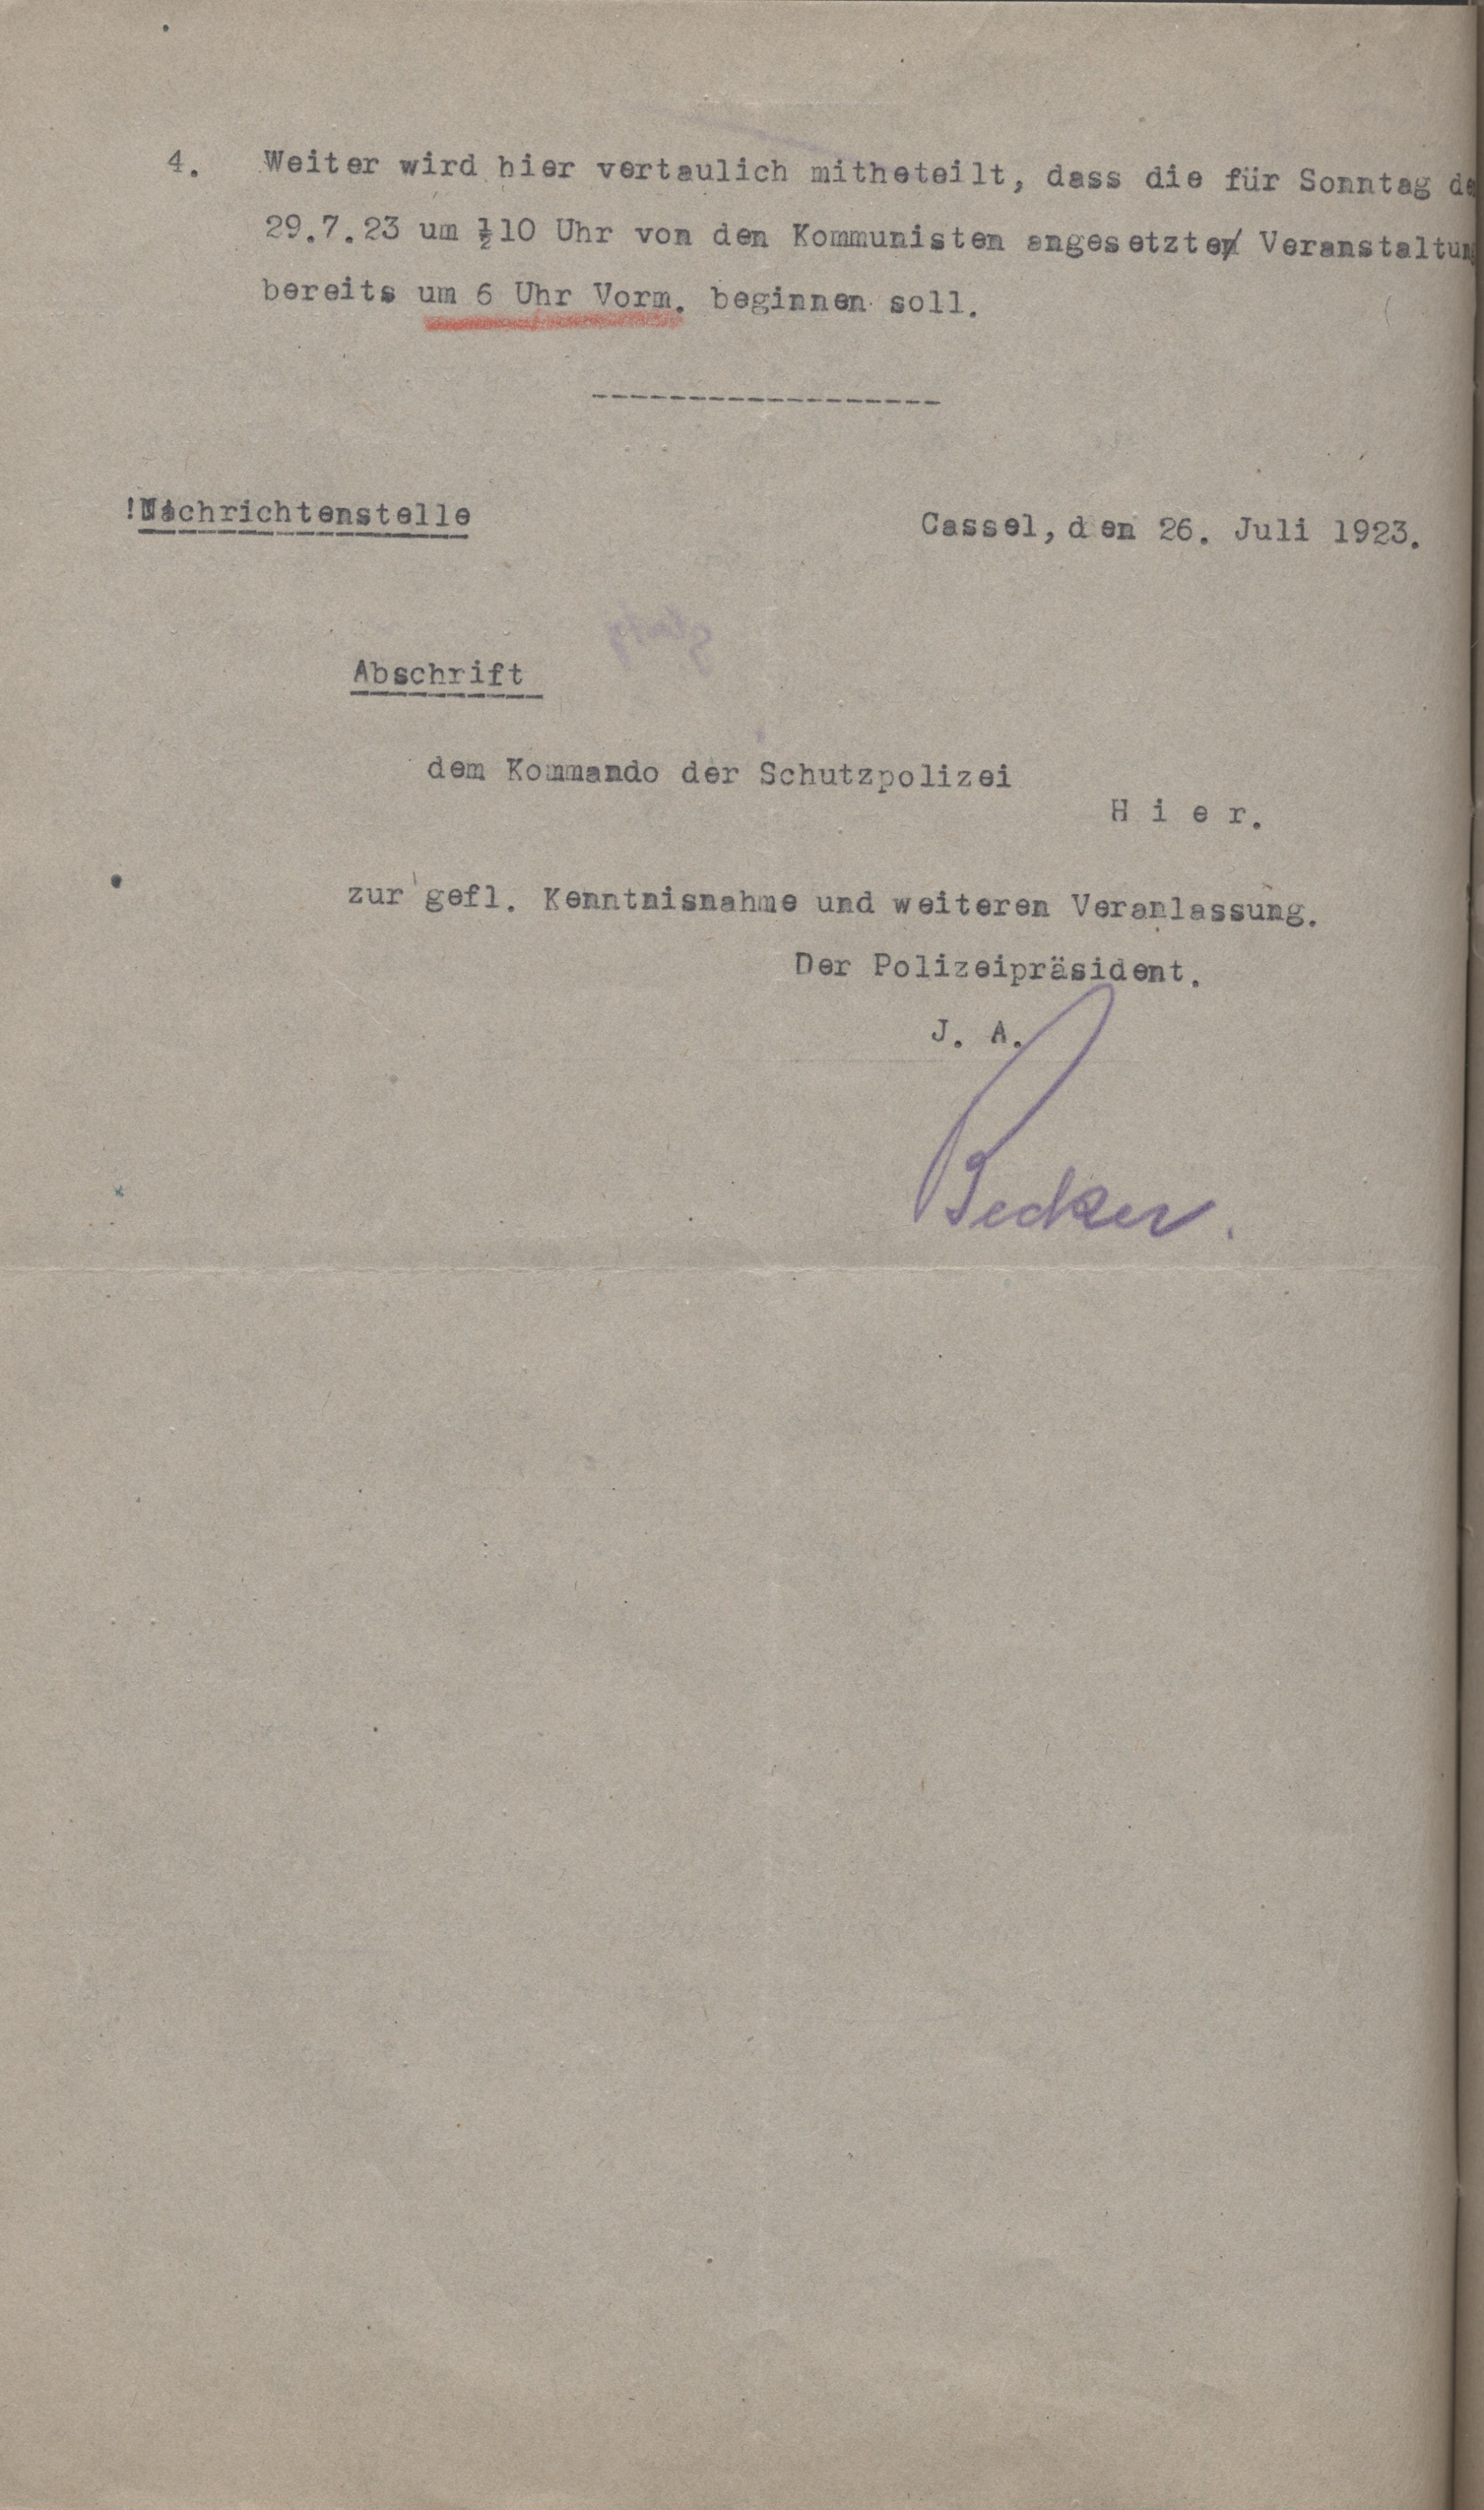 4. Weiter wird hier vertaulich mitheteilt, dass die für Sonntag de
29.7.23 um ½10 Uhr von den Kommunisten angesetzten Veranstaltun
bereits um 6 Uhr Vorm. beginnen soll.
------------------
!Nachrichtenstelle
Cassel, den 26. Juli 1923.
Abschrift
dem Kommando der Schutzpolizei
H i e r.
zur gefl. Kenntnisnahme und weiteren Veranlassung.
Der Polizeipräsident.
J. A.
Becker.